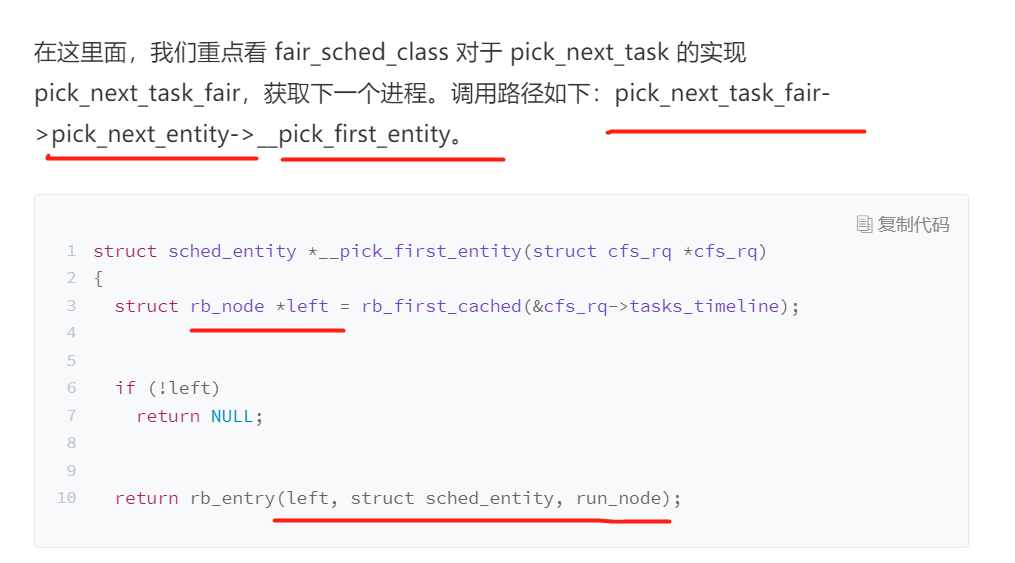 在这里面，我们重点看 fair_sched_class 对于 pick_next_task 的实现
pick_next_task_fair，获取下一个进程。调用路径如下：pick_next_task_fair-
>pick_next_entity->__pick_first_entity。
复制代码
1 struct sched_entity *__pick_first_entity(struct cfs_rq *cfs_rq)
2 {
3   struct rb_node *left = rb_first_cached(&cfs_rq->tasks_timeline);
4
5
6   if (!left)
7     return NULL;
8
9
10   return rb_entry(left, struct sched_entity, run_node);